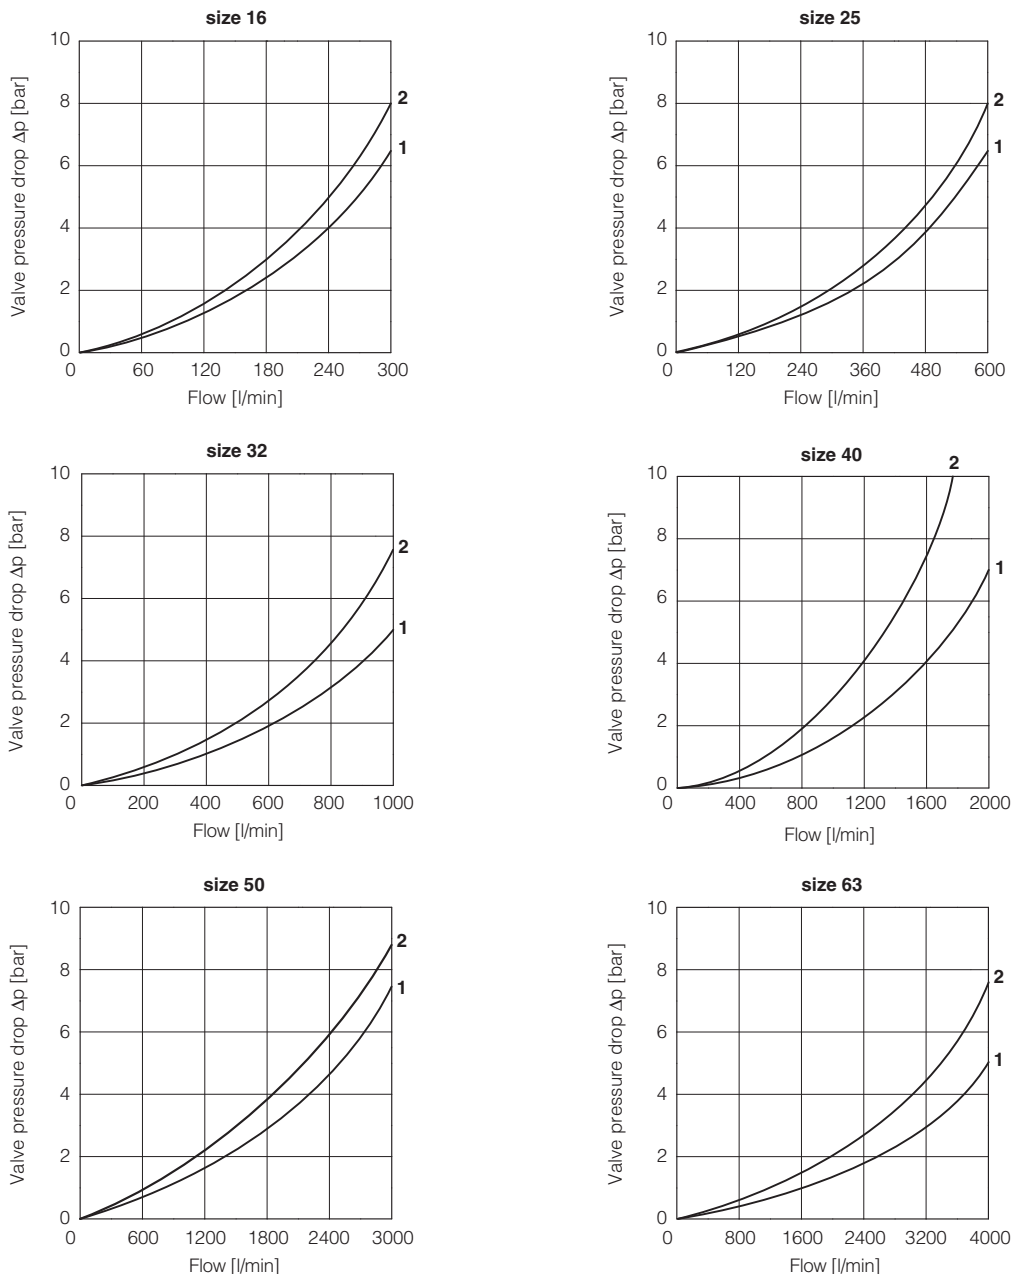 size 16
Valve pressure drop Δp [bar]
10
8
6
4
2
0
2
1
0 60 120 180 240 300
Flow [l/min]
size 25
Valve pressure drop Δp [bar]
10
8
6
4
2
0
2
1
0 120 240 360 480 600
Flow [l/min]
size 32
Valve pressure drop Δp [bar]
10
8
6
4
2
0
2
1
0 200 400 600 800 1000
Flow [l/min]
size 40
Valve pressure drop Δp [bar]
10
8
6
4
2
0
2
1
0 400 800 1200 1600 2000
Flow [l/min]
size 50
Valve pressure drop Δp [bar]
10
8
6
4
2
0
2
1
0 600 1200 1800 2400 3000
Flow [l/min]
size 63
Valve pressure drop Δp [bar]
10
8
6
4
2
0
2
1
0 800 1600 2400 3200 4000
Flow [l/min]